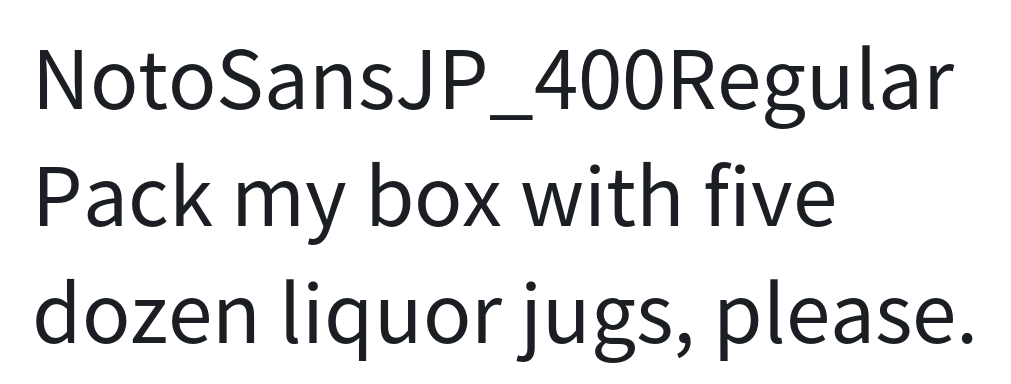 NotoSansJP_400Regular
Pack my box with five
dozen liquor jugs, please.